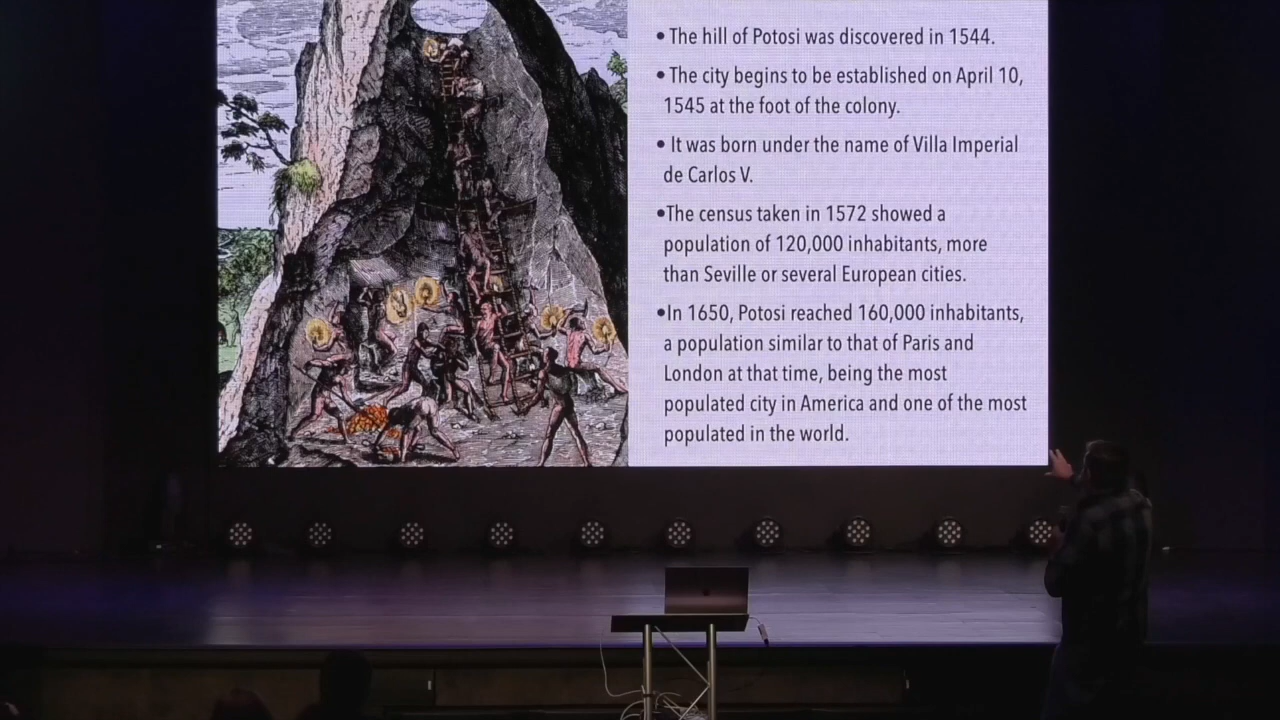 • The hill of Potosi was discovered in 1544.
• The city begins to be established on April 10,
1545 at the foot of the colony.
• It was born under the name of Villa Imperial
de Carlos V.
•The census taken in 1572 showed a
population of 120,000 inhabitants, more
than Seville or several European cities.
•In 1650, Potosi reached 160,000 inhabitants,
a population similar to that of Paris and
London at that time, being the most
populated city in America and one of the most
populated in the world.